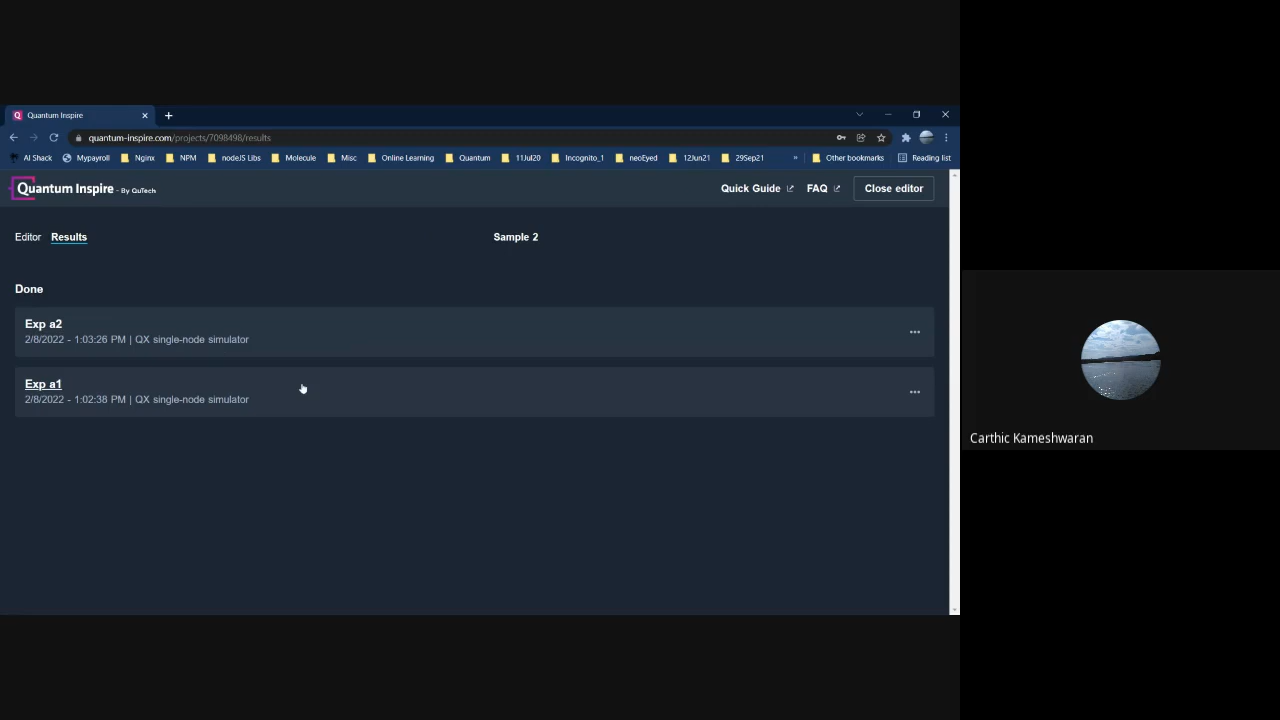 Quantum Inspire
quantum-inspire.com/projects/7098498/results
AI Shack Mypayroll Nginx NPM nodeJS Libs Molecule Misc Online Learning Quantum 11Jul20 Incognito_1 neoEyed 12Jun21 29Sep21 » Other bookmarks Reading list
Quantum Inspire - By QuTech Quick Guide FAQ Close editor
Editor Results Sample 2
Done
Exp a2
2/8/2022 - 1:03:26 PM | QX single-node simulator
Exp a1
2/8/2022 - 1:02:38 PM | QX single-node simulator
Carthic Kameshwaran